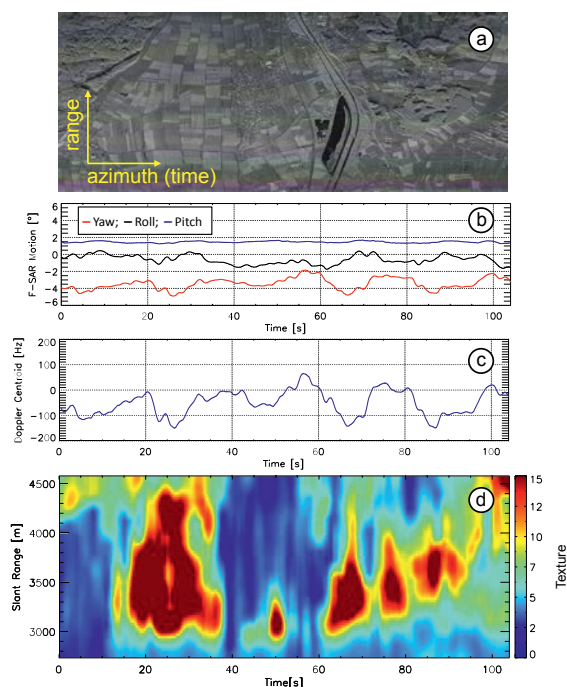 a
range
azimuth (time)
b
Yaw; Roll; Pitch
F-SAR Motion [°]
6
4
2
0
-2
-4
-6
0 20 40 60 80 100
Time [s]
c
Doppler Centroid [Hz]
200
100
0
-100
-200
0 20 40 60 80 100
Time [s]
d
Slant Range [m]
4500
4000
3500
3000
0 20 40 60 80 100
Time[s]
15
12
10
7
5
2
0
Texture